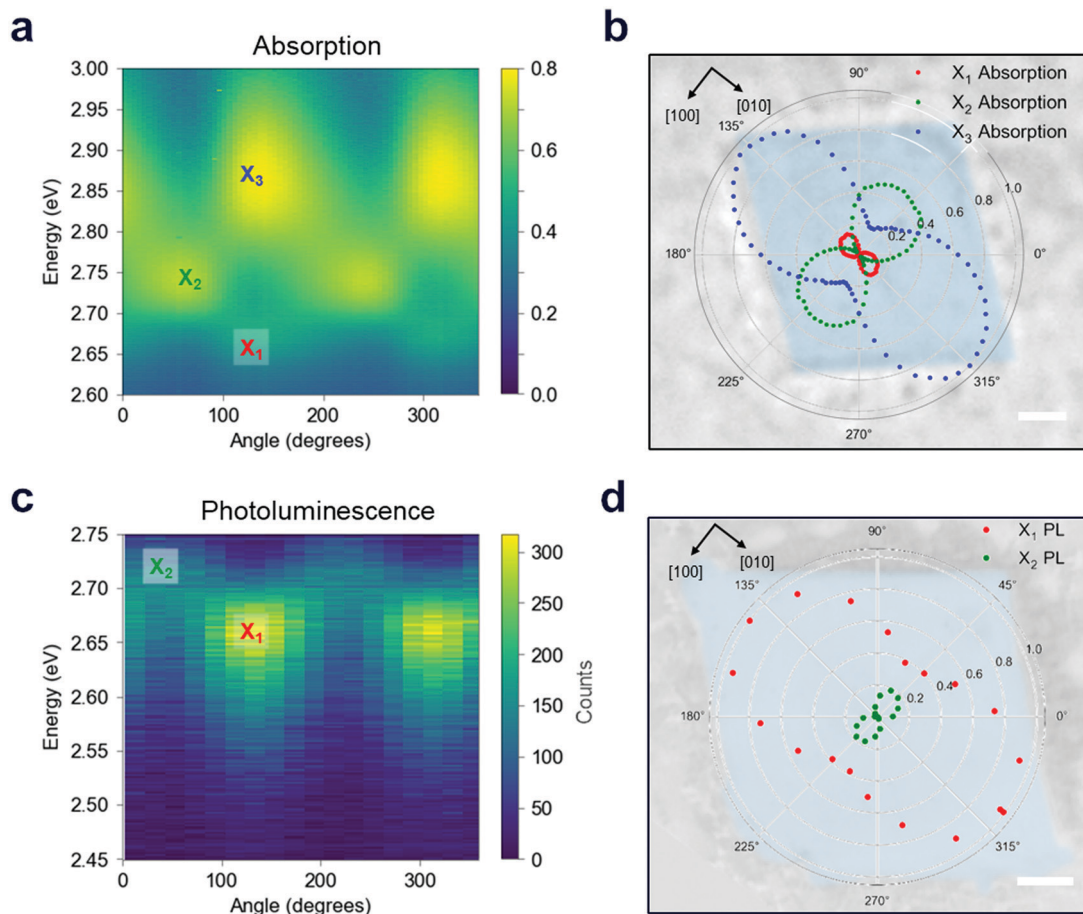 a
Absorption
3.00
2.95
2.90
2.85
2.80
2.75
2.70
2.65
2.60
Energy (eV)
X₃
X₂
X₁
0 100 200 300
Angle (degrees)
0.8
0.6
0.4
0.2
0.0
b
[100]
[010]
X₁ Absorption
X₂ Absorption
X₃ Absorption
90°
135°
180°
225°
270°
315°
0°
0.2
0.4
0.6
0.8
1.0
c
Photoluminescence
2.75
2.70
2.65
2.60
2.55
2.50
2.45
Energy (eV)
X₂
X₁
0 100 200 300
Angle (degrees)
300
250
200
150
100
50
0
Counts
d
[100]
[010]
X₁ PL
X₂ PL
90°
45°
135°
180°
225°
270°
315°
0°
0.2
0.4
0.6
0.8
1.0